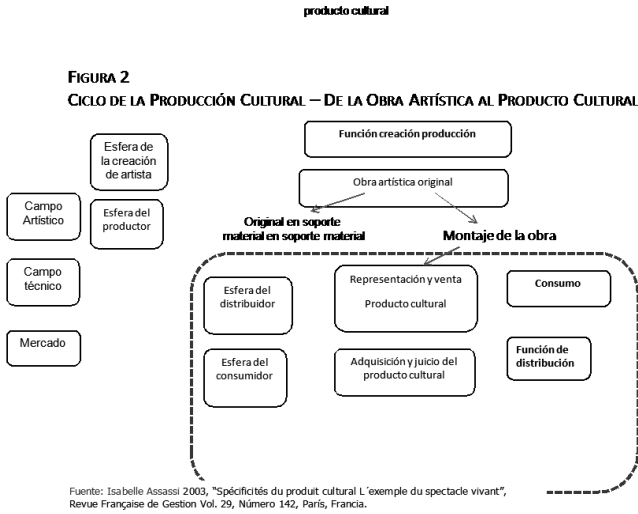 producto cultural
FIGURA 2
CICLO DE LA PRODUCCIÓN CULTURAL – DE LA OBRA ARTÍSTICA AL PRODUCTO CULTURAL
Función creación producción
Esfera de
la creación
de artista
Obra artística original
Campo
Artístico
Esfera del
productor
Original en soporte
material en soporte material
Montaje de la obra
Campo
técnico
Esfera del
distribuidor
Representación y venta
Producto cultural
Consumo
Mercado
Esfera del
consumidor
Adquisición y juicio del
producto cultural
Función de
distribución
Fuente: Isabelle Assassi 2003, “Spécificités du produit cultural L´exemple du spectacle vivant”,
Revue Française de Gestion Vol. 29, Número 142, París, Francia.